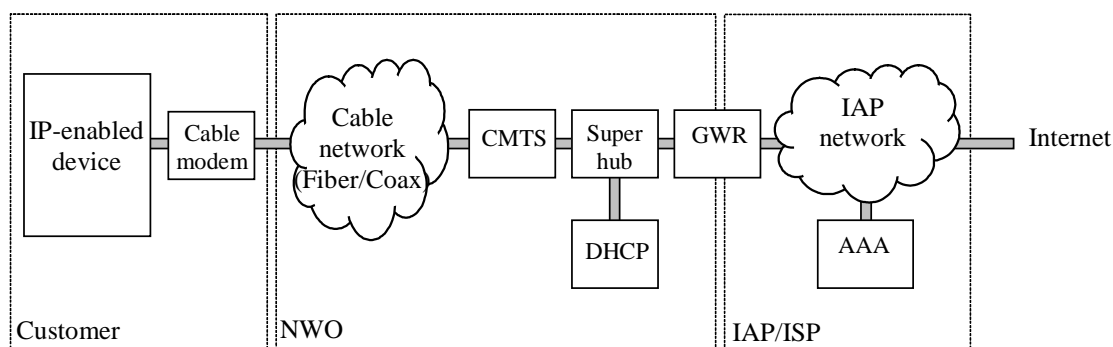 IP-enabled
device
Cable
modem
Cable
network
(Fiber/Coax)
CMTS
Super
hub
GWR
IAP
network
Internet
DHCP
AAA
Customer
NWO
IAP/ISP